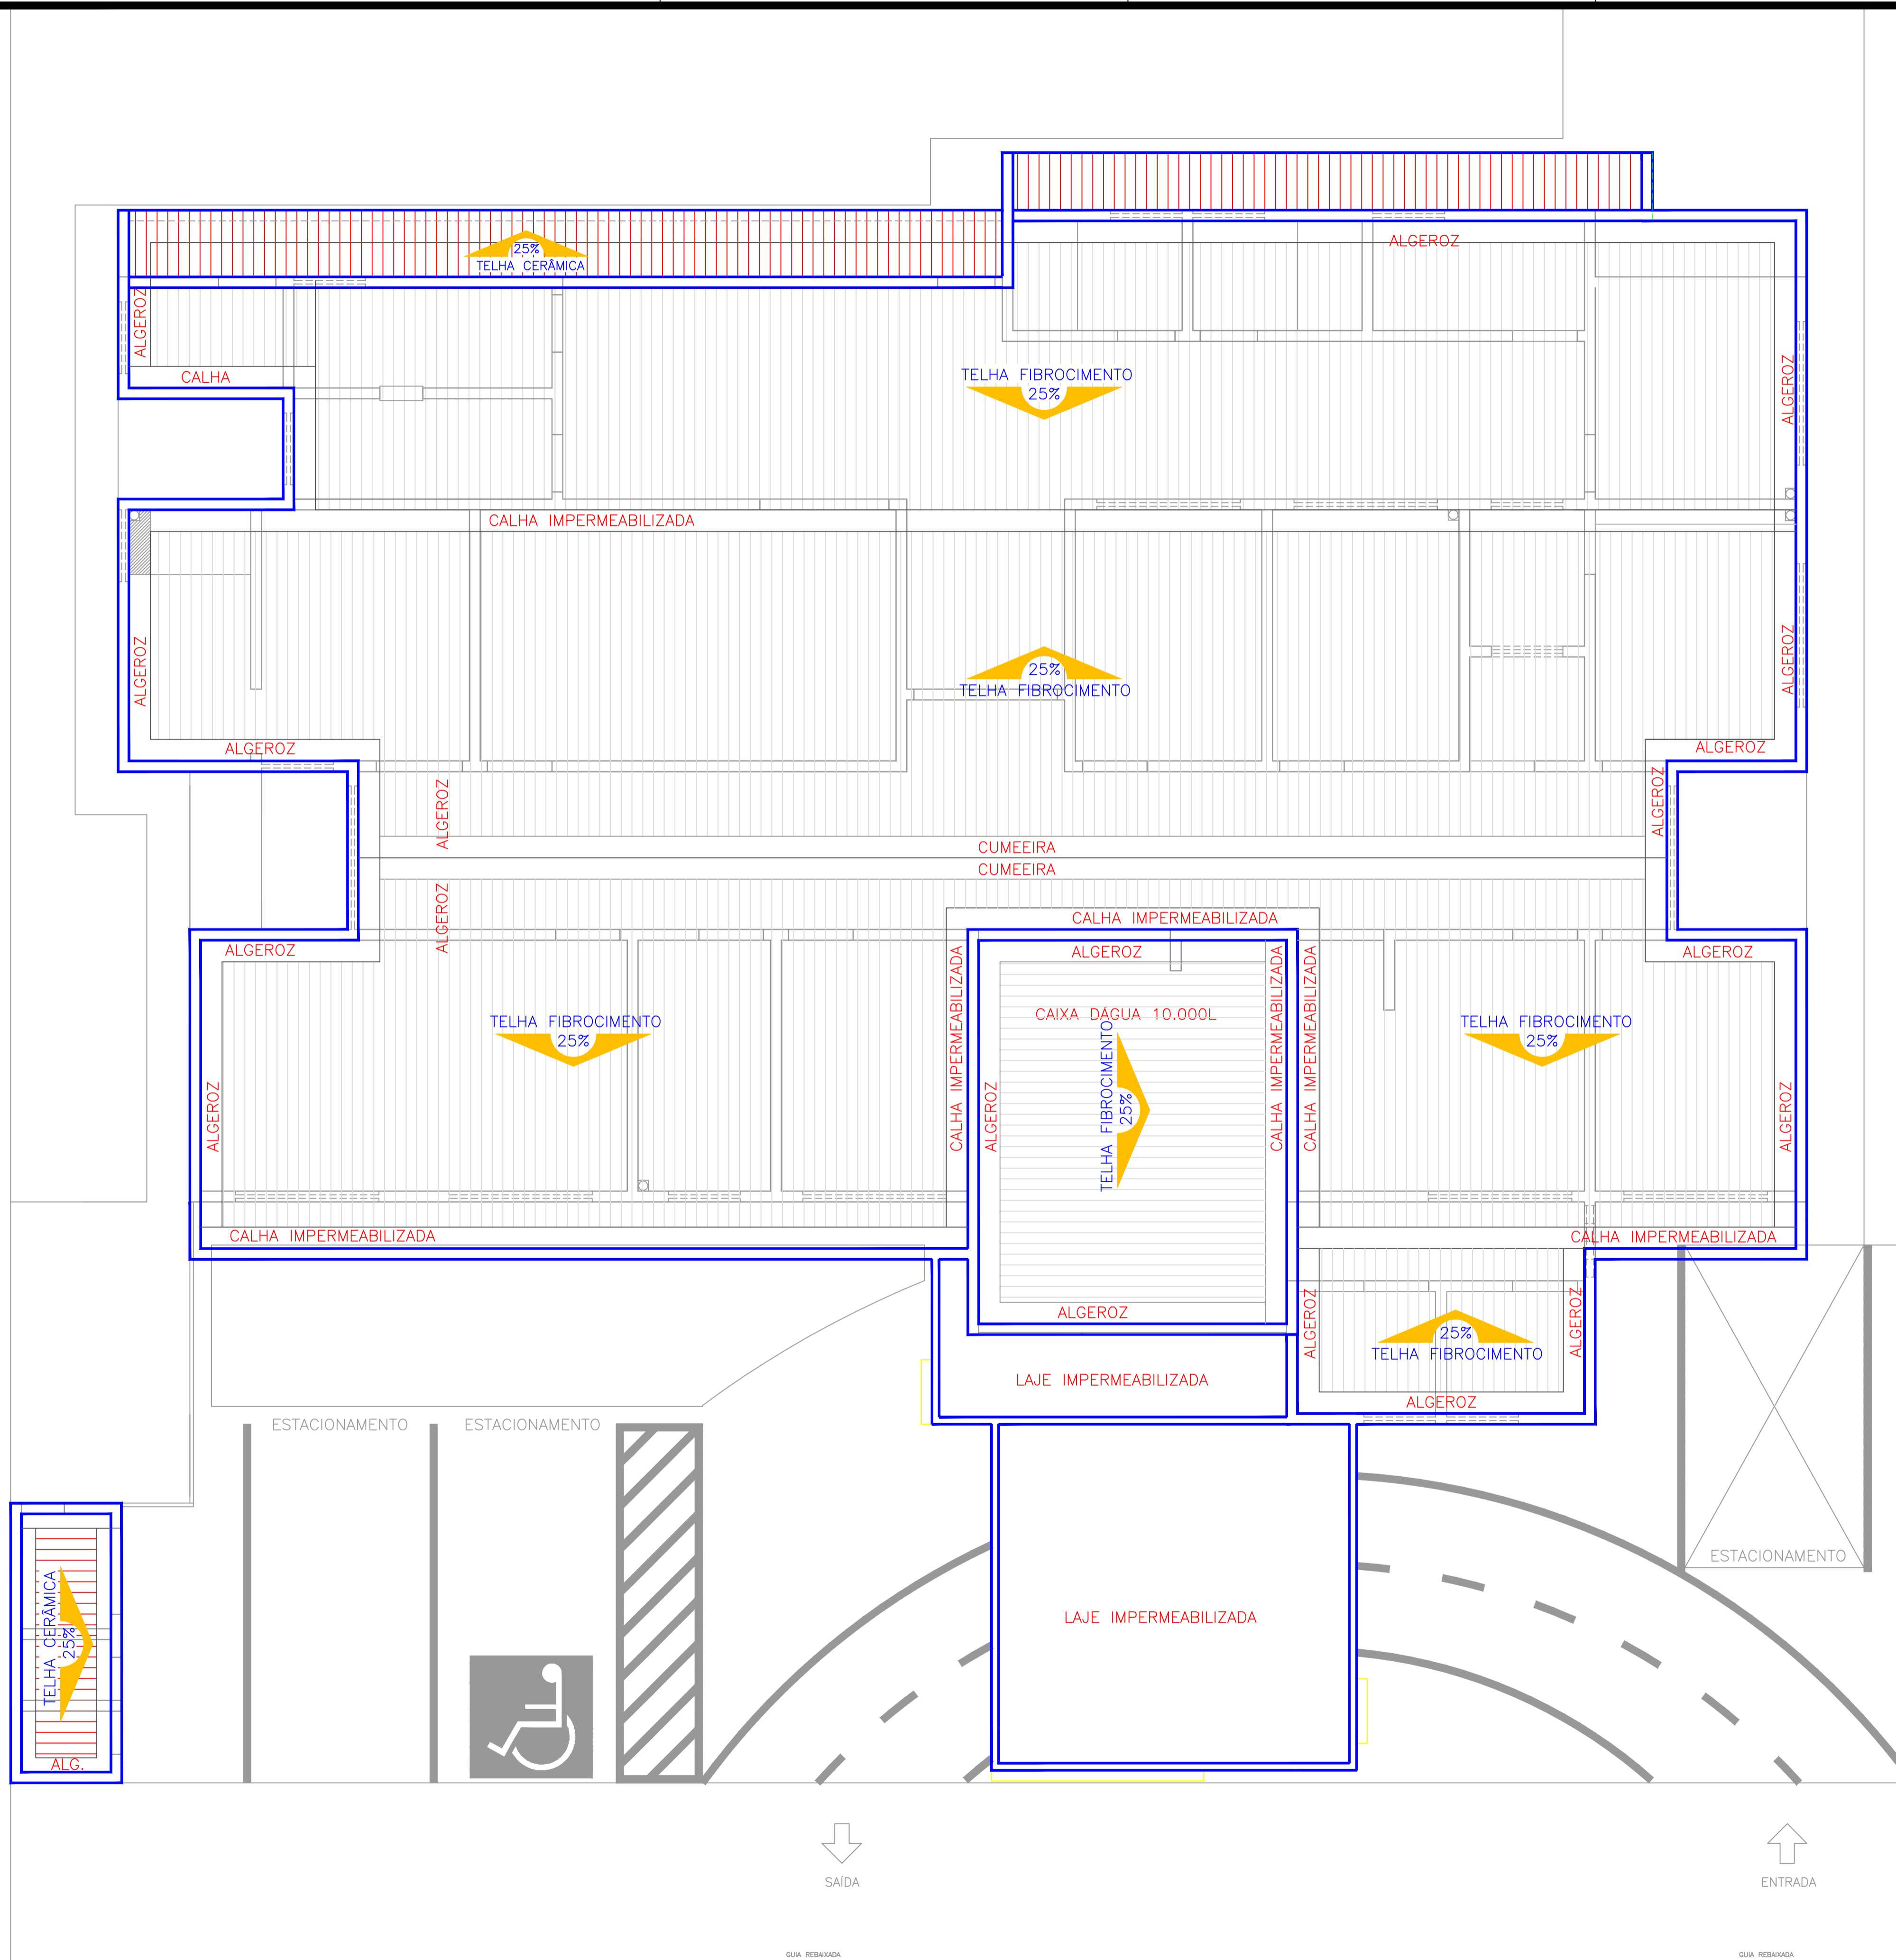 ALGEROZ
25%
TELHA CERÂMICA
ALGEROZ
CALHA
TELHA FIBROCIMENTO
25%
ALGEROZ
CALHA IMPERMEABILIZADA
ALGEROZ
25%
TELHA FIBROCIMENTO
ALGEROZ
ALGEROZ
ALGEROZ
ALGEROZ
ALGEROZ
CUMEEIRA
CUMEEIRA
ALGEROZ
CALHA IMPERMEABILIZADA
ALGEROZ
ALGEROZ
ALGEROZ
CALHA IMPERMEABILIZADA
CALHA IMPERMEABILIZADA
CALHA IMPERMEABILIZADA
CAIXA DÁGUA 10.000L
TELHA FIBROCIMENTO
25%
TELHA FIBROCIMENTO
25%
TELHA FIBROCIMENTO
25%
ALGEROZ
ALGEROZ
ALGEROZ
CALHA IMPERMEABILIZADA
CALHA IMPERMEABILIZADA
ALGEROZ
ALGEROZ
ALGEROZ
25%
TELHA FIBROCIMENTO
LAJE IMPERMEABILIZADA
ALGEROZ
ESTACIONAMENTO
ESTACIONAMENTO
ESTACIONAMENTO
TELHA CERÂMICA
25%
LAJE IMPERMEABILIZADA
ALG.
SAÍDA
ENTRADA
GUIA REBAIXADA
GUIA REBAIXADA